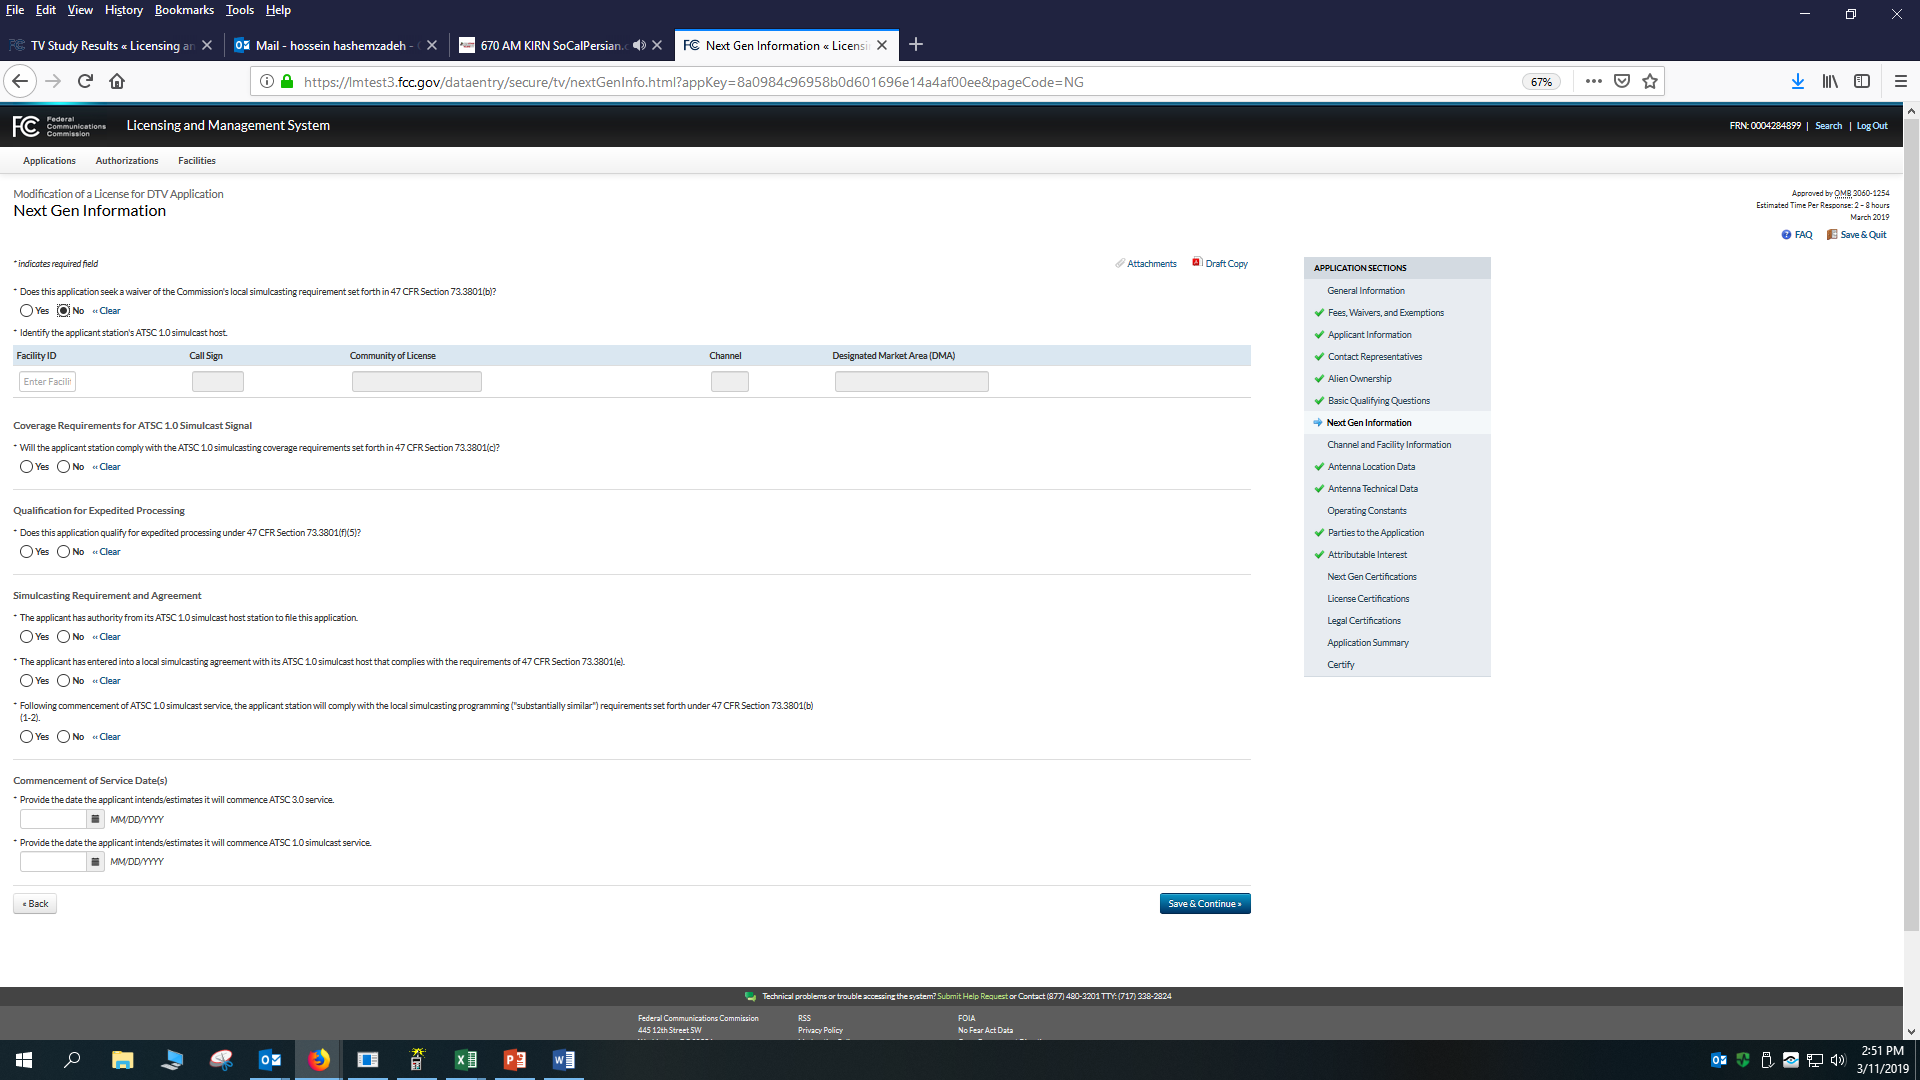 File Edit View History Bookmarks Tools Help
TV Study Results « Licensing an
Mail - hossein hashemzadeh -
670 AM KIRN SoCalPersian.c
Next Gen Information « Licensi
https://lmtest3.fcc.gov/dataentry/secure/tv/nextGenInfo.html?appKey=8a0984c96958b0d601696e14a4af00ee&pageCode=NG
67%
FC Federal Communications Commission
Licensing and Management System
FRN: 0004284899 | Search | Log Out
Applications Authorizations Facilities
Modification of a License for DTV Application
Next Gen Information
Approved by OMB 3060-1254
Estimated Time Per Response: 2 – 8 hours
March 2019
FAQ Save & Quit
* indicates required field
Attachments Draft Copy
* Does this application seek a waiver of the Commission's local simulcasting requirement set forth in 47 CFR Section 73.3801(b)?
Yes No « Clear
* Identify the applicant station's ATSC 1.0 simulcast host.
Facility ID Call Sign Community of License Channel Designated Market Area (DMA)
Enter Facili
Coverage Requirements for ATSC 1.0 Simulcast Signal
* Will the applicant station comply with the ATSC 1.0 simulcasting coverage requirements set forth in 47 CFR Section 73.3801(c)?
Yes No « Clear
Qualification for Expedited Processing
* Does this application qualify for expedited processing under 47 CFR Section 73.3801(f)(5)?
Yes No « Clear
Simulcasting Requirement and Agreement
* The applicant has authority from its ATSC 1.0 simulcast host station to file this application.
Yes No « Clear
* The applicant has entered into a local simulcasting agreement with its ATSC 1.0 simulcast host that complies with the requirements of 47 CFR Section 73.3801(e).
Yes No « Clear
* Following commencement of ATSC 1.0 simulcast service, the applicant station will comply with the local simulcasting programming ("substantially similar") requirements set forth under 47 CFR Section 73.3801(b)
(1-2).
Yes No « Clear
Commencement of Service Date(s)
* Provide the date the applicant intends/estimates it will commence ATSC 3.0 service.
MM/DD/YYYY
* Provide the date the applicant intends/estimates it will commence ATSC 1.0 simulcast service.
MM/DD/YYYY
« Back
Save & Continue »
APPLICATION SECTIONS
General Information
Fees, Waivers, and Exemptions
Applicant Information
Contact Representatives
Alien Ownership
Basic Qualifying Questions
Next Gen Information
Channel and Facility Information
Antenna Location Data
Antenna Technical Data
Operating Constants
Parties to the Application
Attributable Interest
Next Gen Certifications
License Certifications
Legal Certifications
Application Summary
Certify
Technical problems or trouble accessing the system? Submit Help Request or Contact (877) 480-3201 TTY: (717) 338-2824
Federal Communications Commission RSS FOIA
445 12th Street SW Privacy Policy No Fear Act Data
2:51 PM
3/11/2019